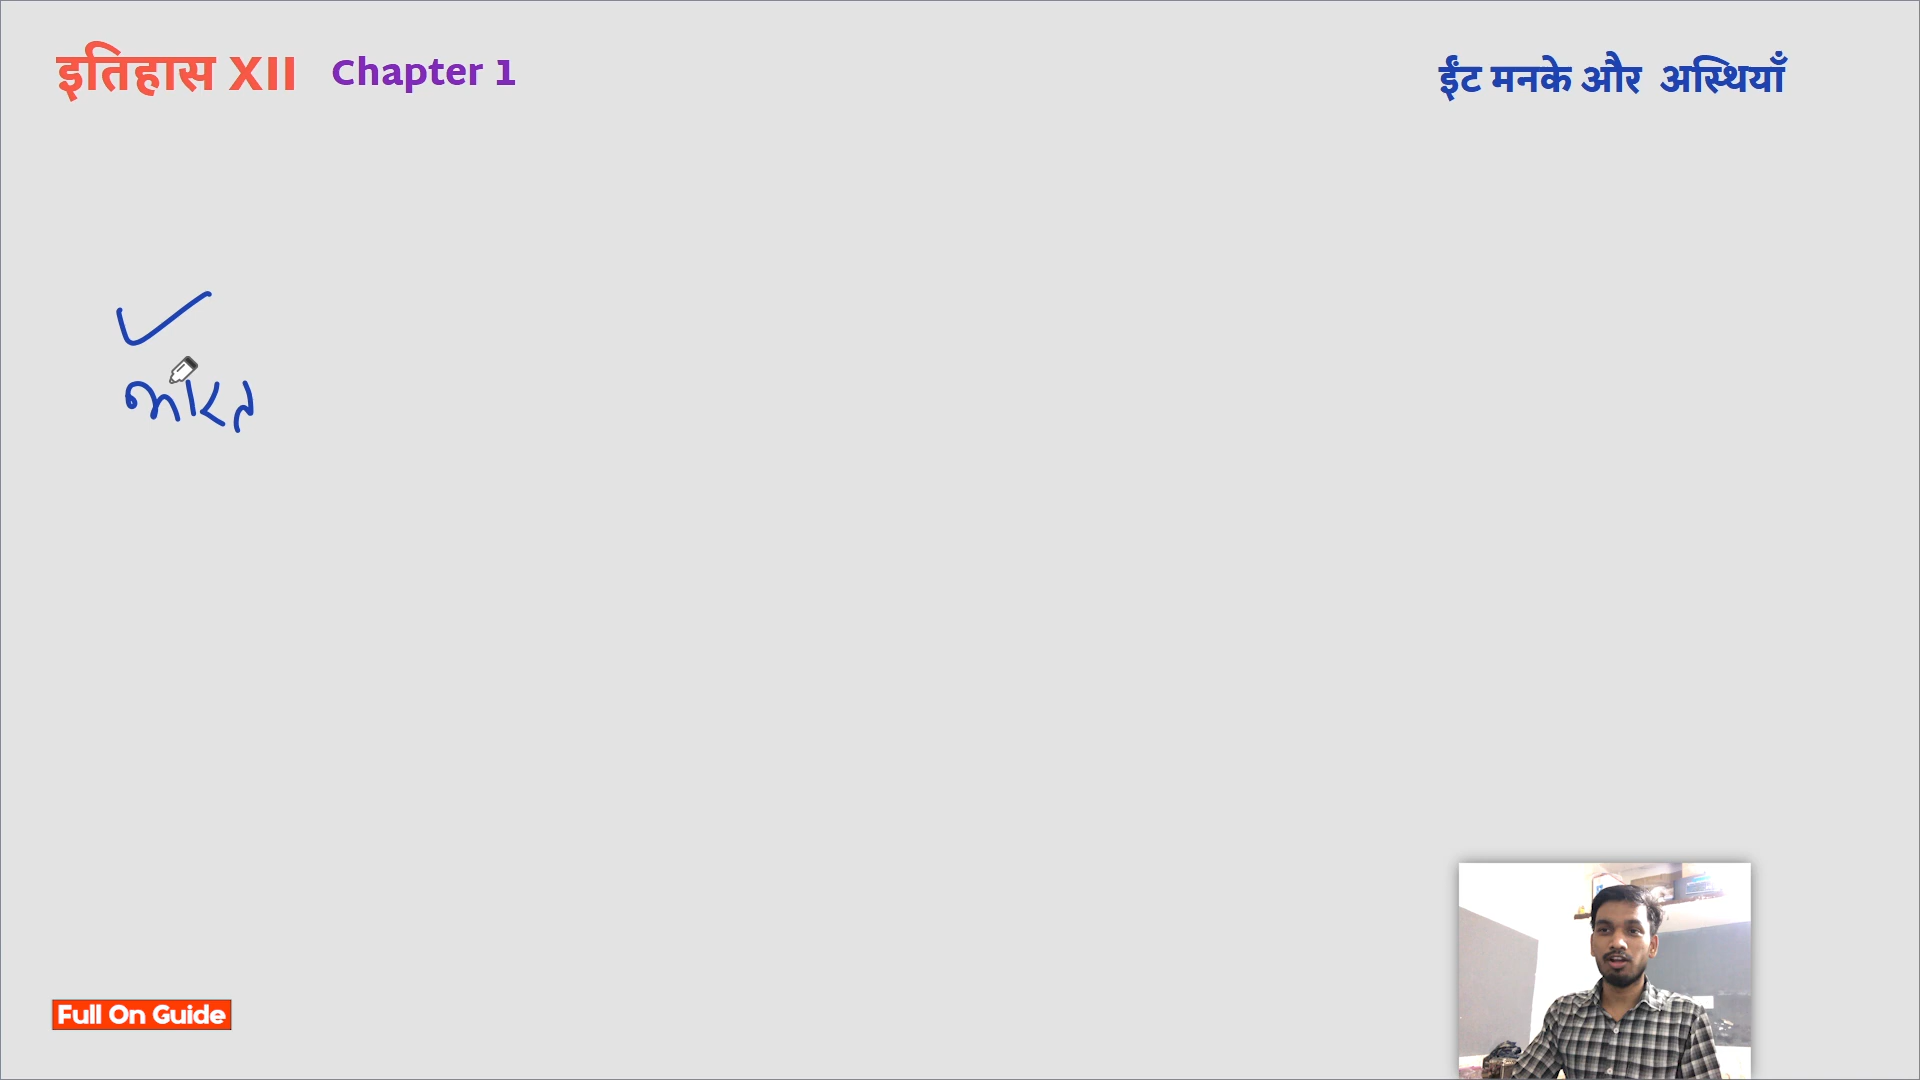 इतिहास XII Chapter 1 ईंट मनके और अस्थियाँ
भारत
Full On Guide